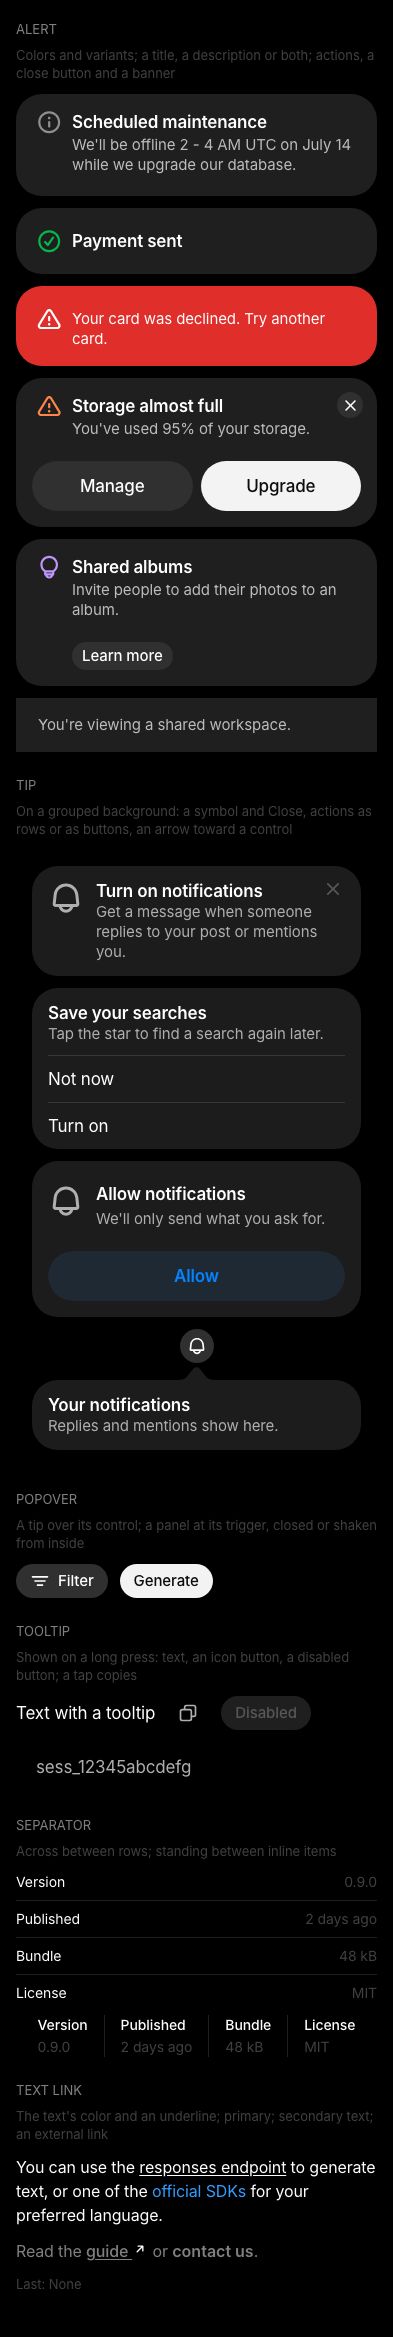 ALERT
Colors and variants; a title, a description or both; actions, a
close button and a banner
Scheduled maintenance
We'll be offline 2 - 4 AM UTC on July 14
while we upgrade our database.
Payment sent
Your card was declined. Try another
card.
Storage almost full
You've used 95% of your storage.
Manage Upgrade
Shared albums
Invite people to add their photos to an
album.
Learn more
You're viewing a shared workspace.
TIP
On a grouped background: a symbol and Close, actions as
rows or as buttons, an arrow toward a control
Turn on notifications
Get a message when someone
replies to your post or mentions
you.
Save your searches
Tap the star to find a search again later.
Not now
Turn on
Allow notifications
We'll only send what you ask for.
Allow
Your notifications
Replies and mentions show here.
POPOVER
A tip over its control; a panel at its trigger, closed or shaken
from inside
Filter Generate
TOOLTIP
Shown on a long press: text, an icon button, a disabled
button; a tap copies
Text with a tooltip Disabled
sess_12345abcdefg
SEPARATOR
Across between rows; standing between inline items
Version 0.9.0
Published 2 days ago
Bundle 48 kB
License MIT
Version Published Bundle License
0.9.0 2 days ago 48 kB MIT
TEXT LINK
The text's color and an underline; primary; secondary text;
an external link
You can use the responses endpoint to generate
text, or one of the official SDKs for your
preferred language.
Read the guide ↗ or contact us.
Last: None